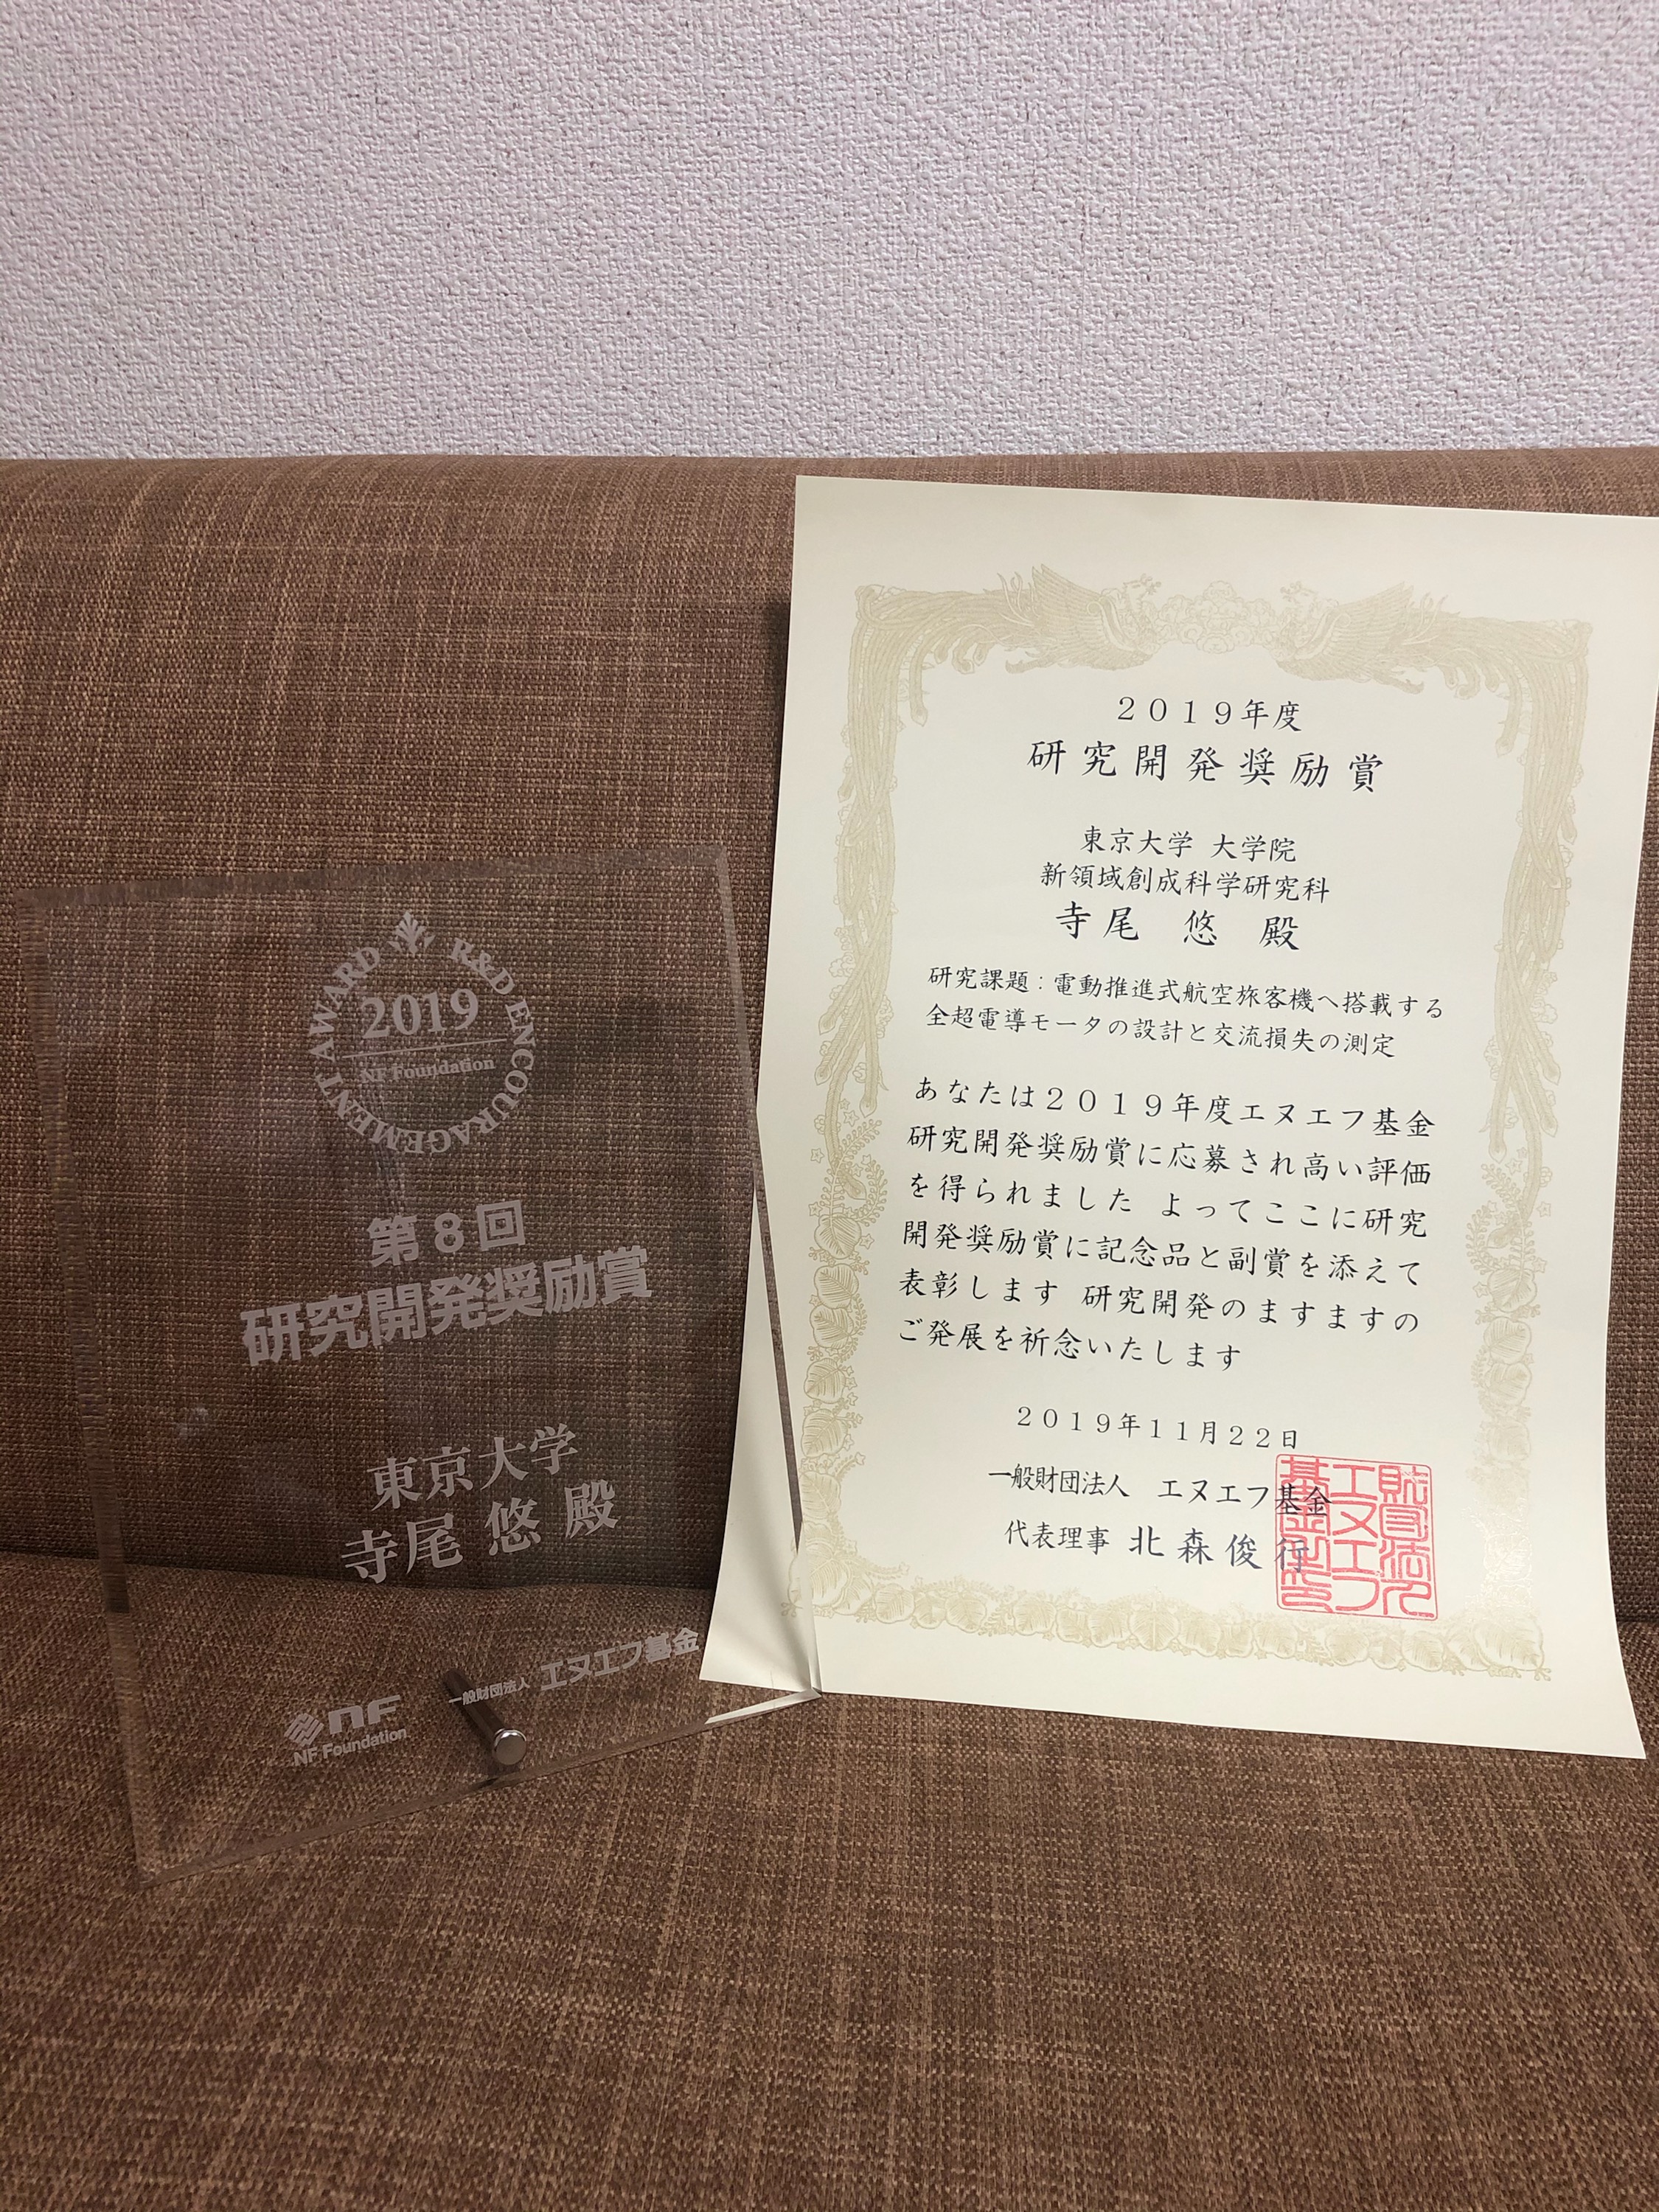 R&D ENCOURAGEMENT AWARD
2019
NF Foundation
第8回
研究開発奨励賞
東京大学
寺尾 悠 殿
nF
NF Foundation
一般財団法人 エヌエフ基金
2019年度
研究開発奨励賞
東京大学 大学院
新領域創成科学研究科
寺尾 悠 殿
研究課題:電動推進式航空旅客機へ搭載する
全超電導モータの設計と交流損失の測定
あなたは2019年度エヌエフ基金
研究開発奨励賞に応募され高い評価
を得られました よってここに研究
開発奨励賞に記念品と副賞を添えて
表彰します 研究開発のますますの
ご発展を祈念いたします
2019年11月22日
一般財団法人 エヌエフ基金
代表理事 北森俊行